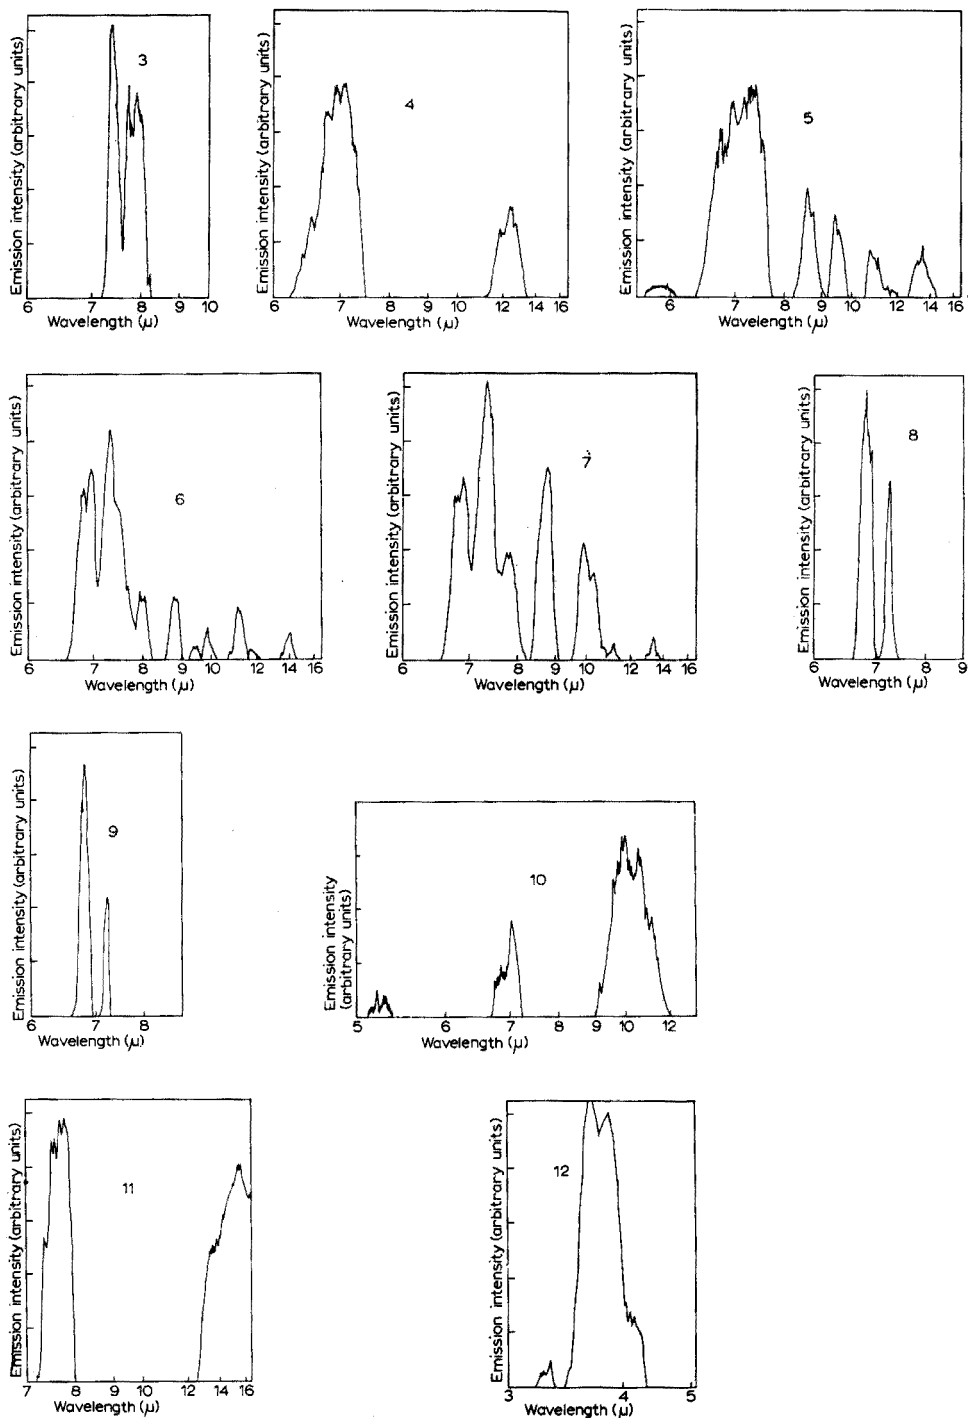 Emission intensity (arbitrary units)
3
6 7 8 9 10
Wavelength (μ)
Emission intensity (arbitrary units)
4
6 7 8 9 10 12 14 16
Wavelength (μ)
Emission intensity (arbitrary units)
5
6 7 8 9 10 12 14 16
Wavelength (μ)
Emission intensity (arbitrary units)
6
6 7 8 9 10 12 14 16
Wavelength (μ)
Emission intensity (arbitrary units)
7
6 7 8 9 10 12 14 16
Wavelength (μ)
Emission intensity (arbitrary units)
8
6 7 8 9
Wavelength (μ)
Emission intensity (arbitrary units)
9
6 7 8
Wavelength (μ)
Emission intensity
(arbitrary units)
10
5 6 7 8 9 10 12
Wavelength (μ)
Emission intensity (arbitrary units)
11
7 8 9 10 12 14 16
Wavelength (μ)
Emission intensity (arbitrary units)
12
3 4 5
Wavelength (μ)